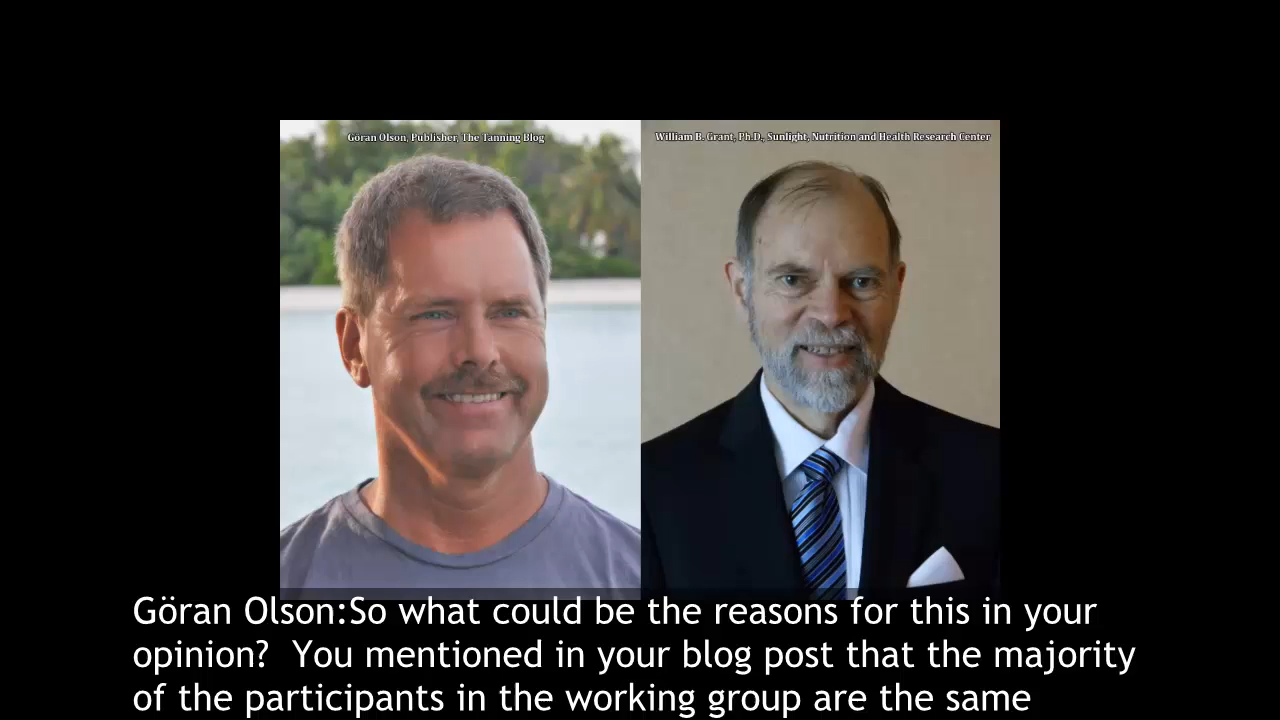 Göran Olson, Publisher, The Tanning Blog
William B. Grant, Ph.D., Sunlight, Nutrition and Health Research Center
Göran Olson:So what could be the reasons for this in your
opinion?  You mentioned in your blog post that the majority
of the participants in the working group are the same